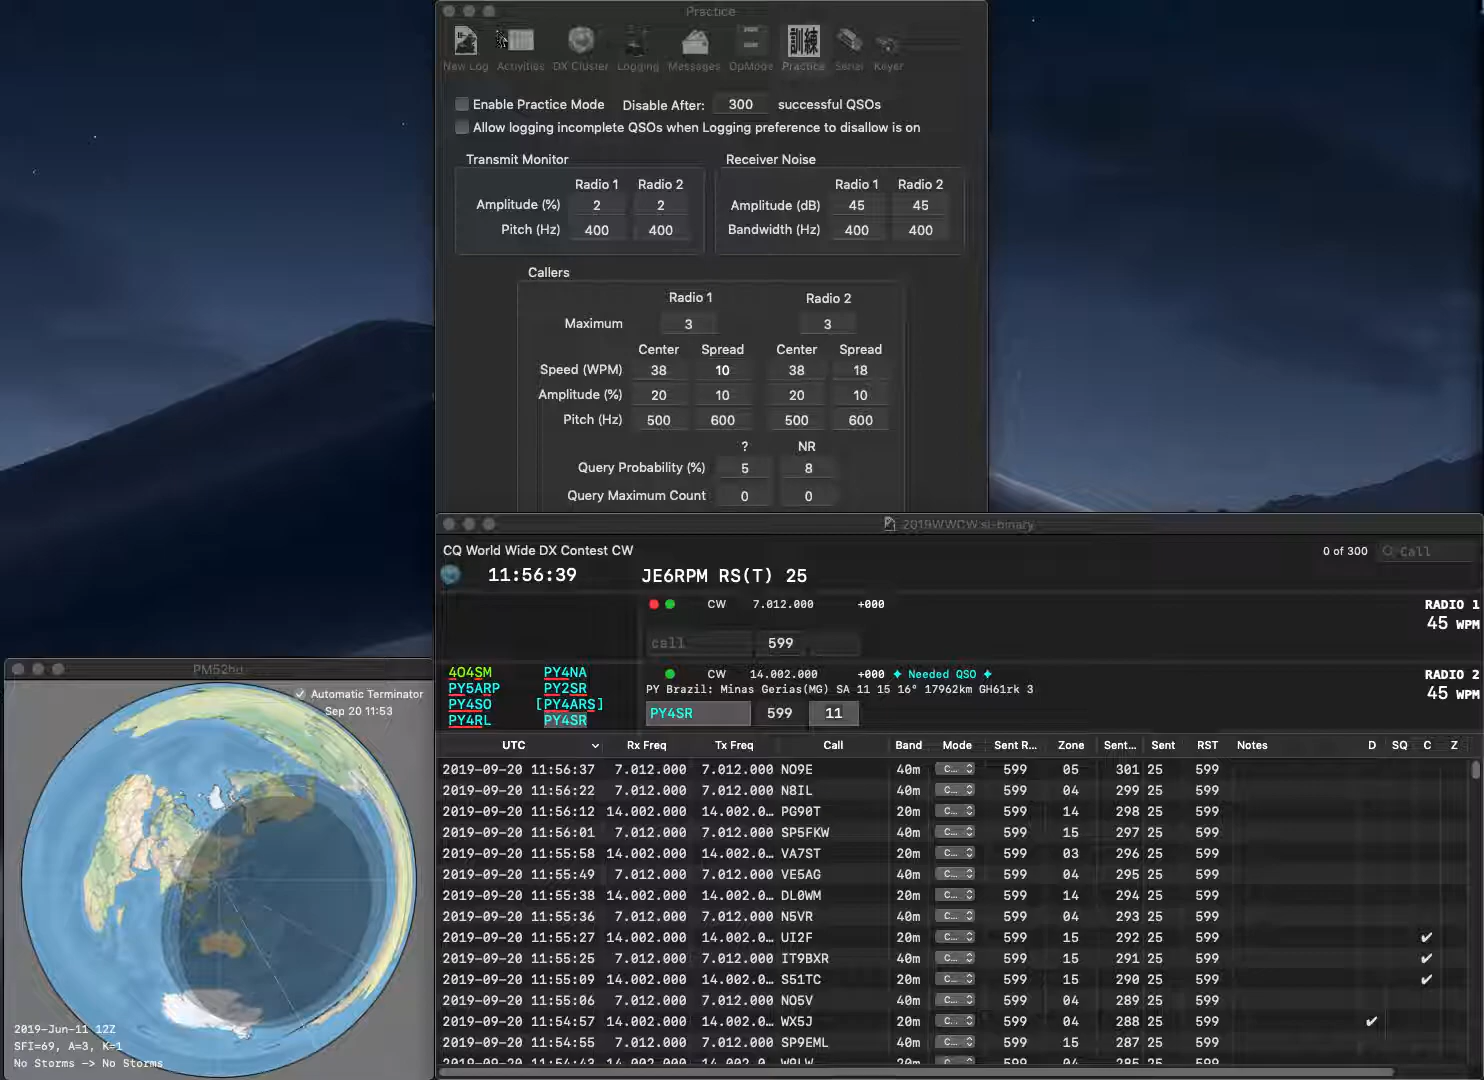 Practice
New Log Activities DX Cluster Logging Messages OpMode Practice Serial Keyer
訓練
Enable Practice Mode Disable After: 300 successful QSOs
Allow logging incomplete QSOs when Logging preference to disallow is on
Transmit Monitor Receiver Noise
Radio 1 Radio 2 Radio 1 Radio 2
Amplitude (%) 2 2 Amplitude (dB) 45 45
Pitch (Hz) 400 400 Bandwidth (Hz) 400 400
Callers
Radio 1 Radio 2
Maximum 3 3
Center Spread Center Spread
Speed (WPM) 38 10 38 18
Amplitude (%) 20 10 20 10
Pitch (Hz) 500 600 500 600
? NR
Query Probability (%) 5 8
Query Maximum Count 0 0
2019WWCW.sl-binary
CQ World Wide DX Contest CW 0 of 300 Call
11:56:39 JE6RPM RS(T) 25
CW 7.012.000 +000 RADIO 1
45 WPM
call 599
4O4SM PY4NA CW 14.002.000 +000 ✦ Needed QSO ✦ RADIO 2
PY5ARP PY2SR PY Brazil: Minas Gerias(MG) SA 11 15 16° 17962km GH61rk 3 45 WPM
PY4SO [PY4ARS]
PY4RL PY4SR PY4SR 599 11
UTC Rx Freq Tx Freq Call Band Mode Sent R... Zone Sent... Sent RST Notes D SQ C Z
2019-09-20 11:56:37 7.012.000 7.012.000 NO9E 40m C... 599 05 301 25 599
2019-09-20 11:56:22 7.012.000 7.012.000 N8IL 40m C... 599 04 299 25 599
2019-09-20 11:56:12 14.002.000 14.002.0... PG90T 20m C... 599 14 298 25 599
2019-09-20 11:56:01 7.012.000 7.012.000 SP5FKW 40m C... 599 15 297 25 599
2019-09-20 11:55:58 14.002.000 14.002.0... VA7ST 20m C... 599 03 296 25 599
2019-09-20 11:55:49 7.012.000 7.012.000 VE5AG 40m C... 599 04 295 25 599
2019-09-20 11:55:38 14.002.000 14.002.0... DL0WM 20m C... 599 14 294 25 599
2019-09-20 11:55:36 7.012.000 7.012.000 N5VR 40m C... 599 04 293 25 599
2019-09-20 11:55:27 14.002.000 14.002.0... UI2F 20m C... 599 15 292 25 599 ✔
2019-09-20 11:55:25 7.012.000 7.012.000 IT9BXR 40m C... 599 15 291 25 599 ✔
2019-09-20 11:55:09 14.002.000 14.002.0... S51TC 20m C... 599 15 290 25 599 ✔
2019-09-20 11:55:06 7.012.000 7.012.000 NO5V 40m C... 599 04 289 25 599
2019-09-20 11:54:57 14.002.000 14.002.0... WX5J 20m C... 599 04 288 25 599 ✔
2019-09-20 11:54:55 7.012.000 7.012.000 SP9EML 40m C... 599 15 287 25 599
PM52hu
✓ Automatic Terminator
Sep 20 11:53
2019-Jun-11 12Z
SFI=69, A=3, K=1
No Storms -> No Storms